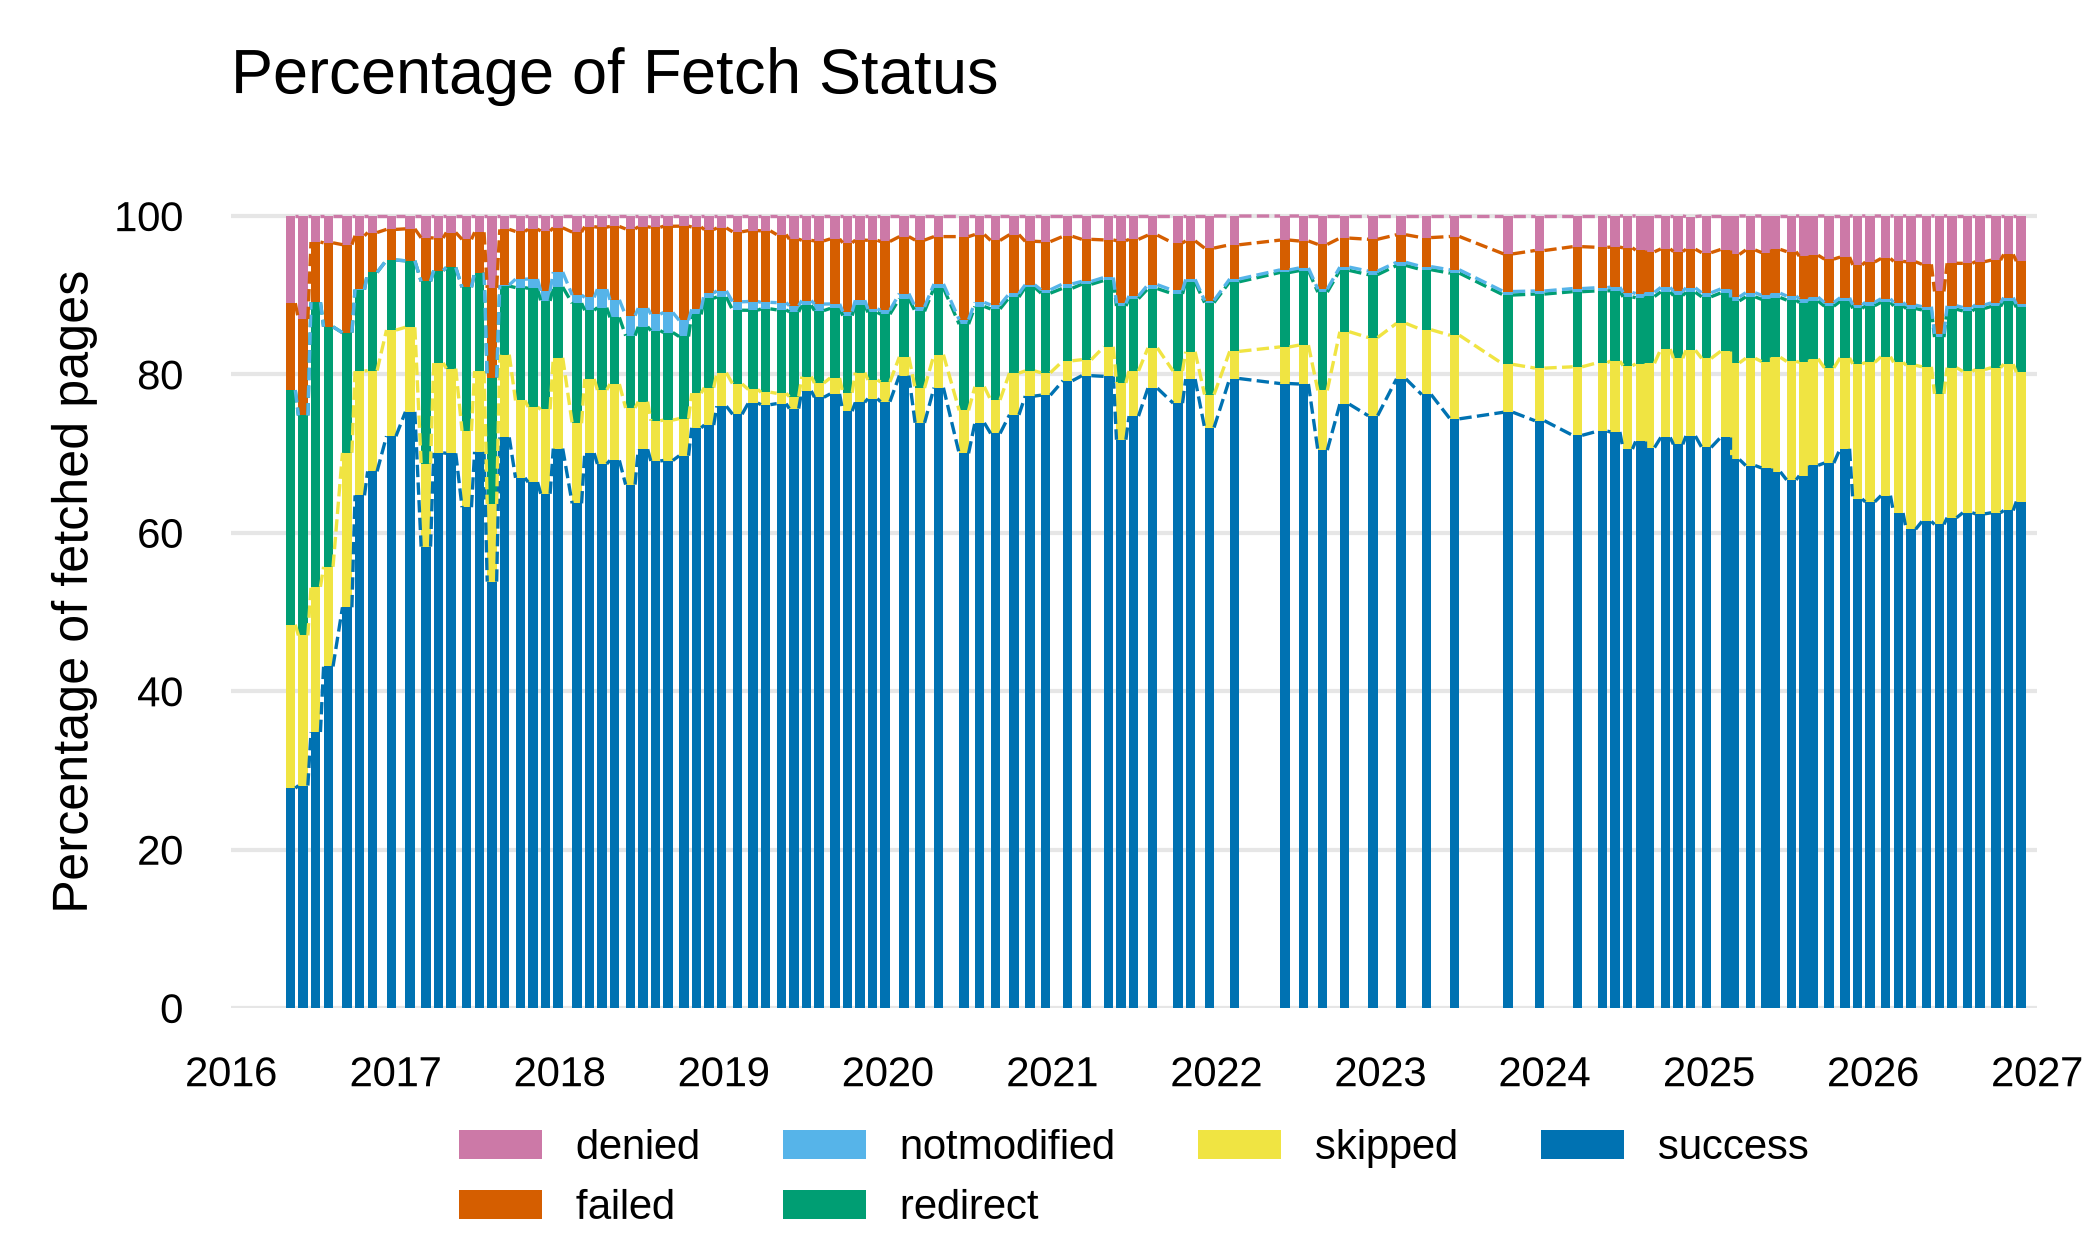 Percentage of Fetch Status
Percentage of fetched pages
100
80
60
40
20
0
2016 2017 2018 2019 2020 2021 2022 2023 2024 2025 2026 2027
denied notmodified skipped success
failed redirect